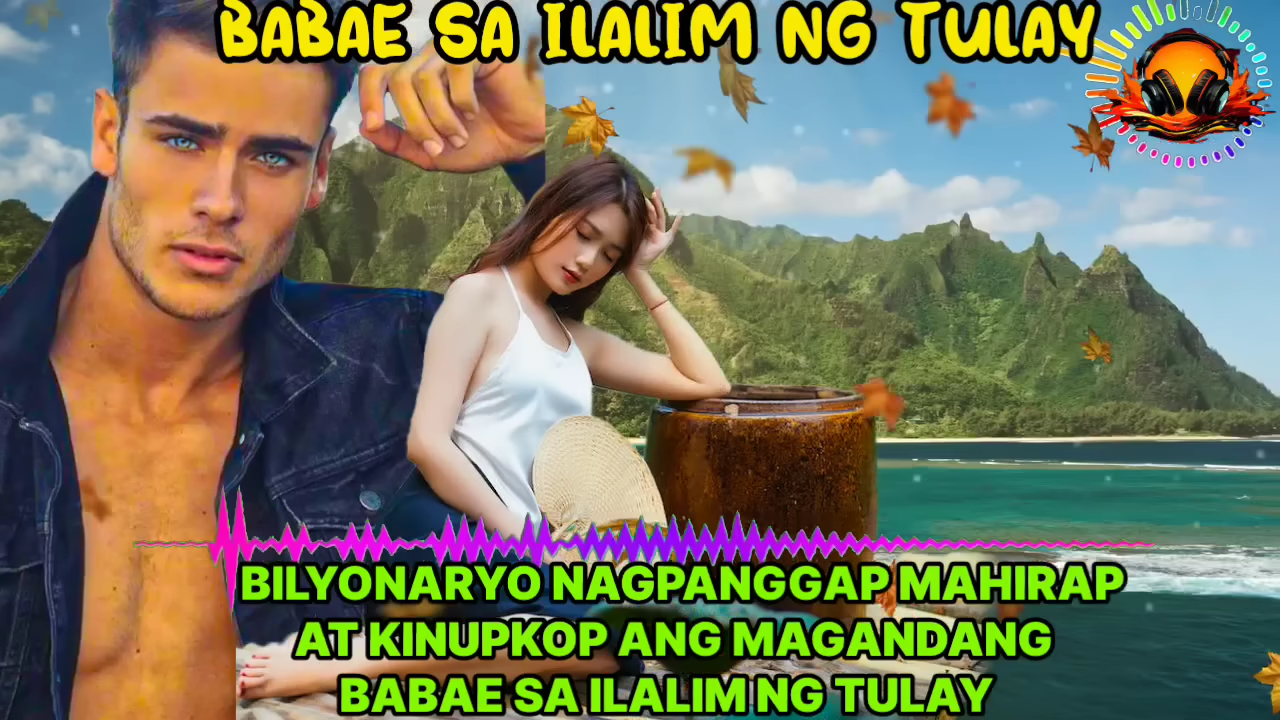 BABAE SA ILALIM NG TULAY
BILYONARYO NAGPANGGAP MAHIRAP
AT KINUPKOP ANG MAGANDANG
BABAE SA ILALIM NG TULAY